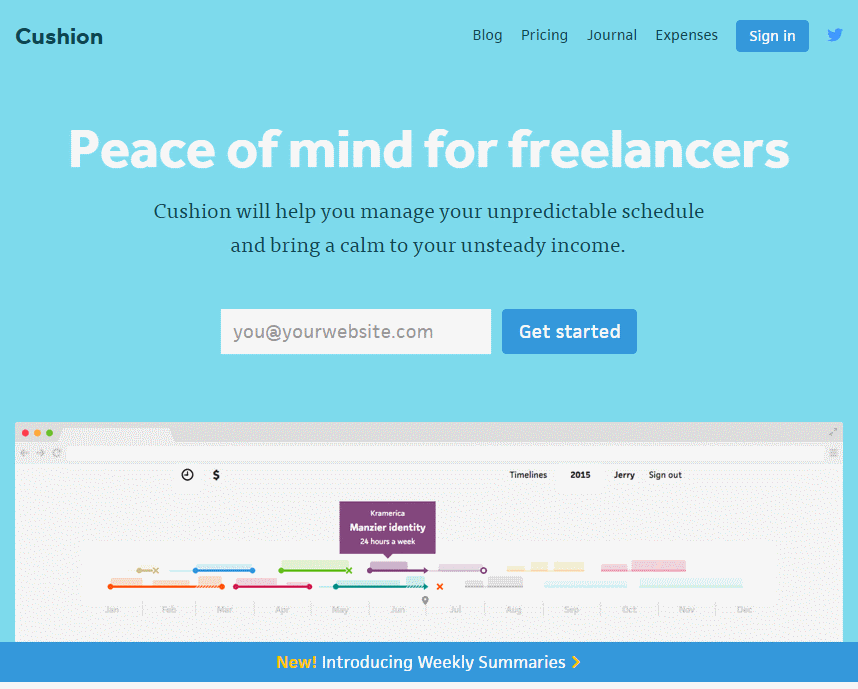 Cushion
Blog Pricing Journal Expenses Sign in
Peace of mind for freelancers
Cushion will help you manage your unpredictable schedule
and bring a calm to your unsteady income.
you@yourwebsite.com Get started
$ Timelines 2015 Jerry Sign out
Kramerica
Manzier identity
24 hours a week
Jan Feb Mar Apr May Jun Jul Aug Sep Oct Nov Dec
New! Introducing Weekly Summaries